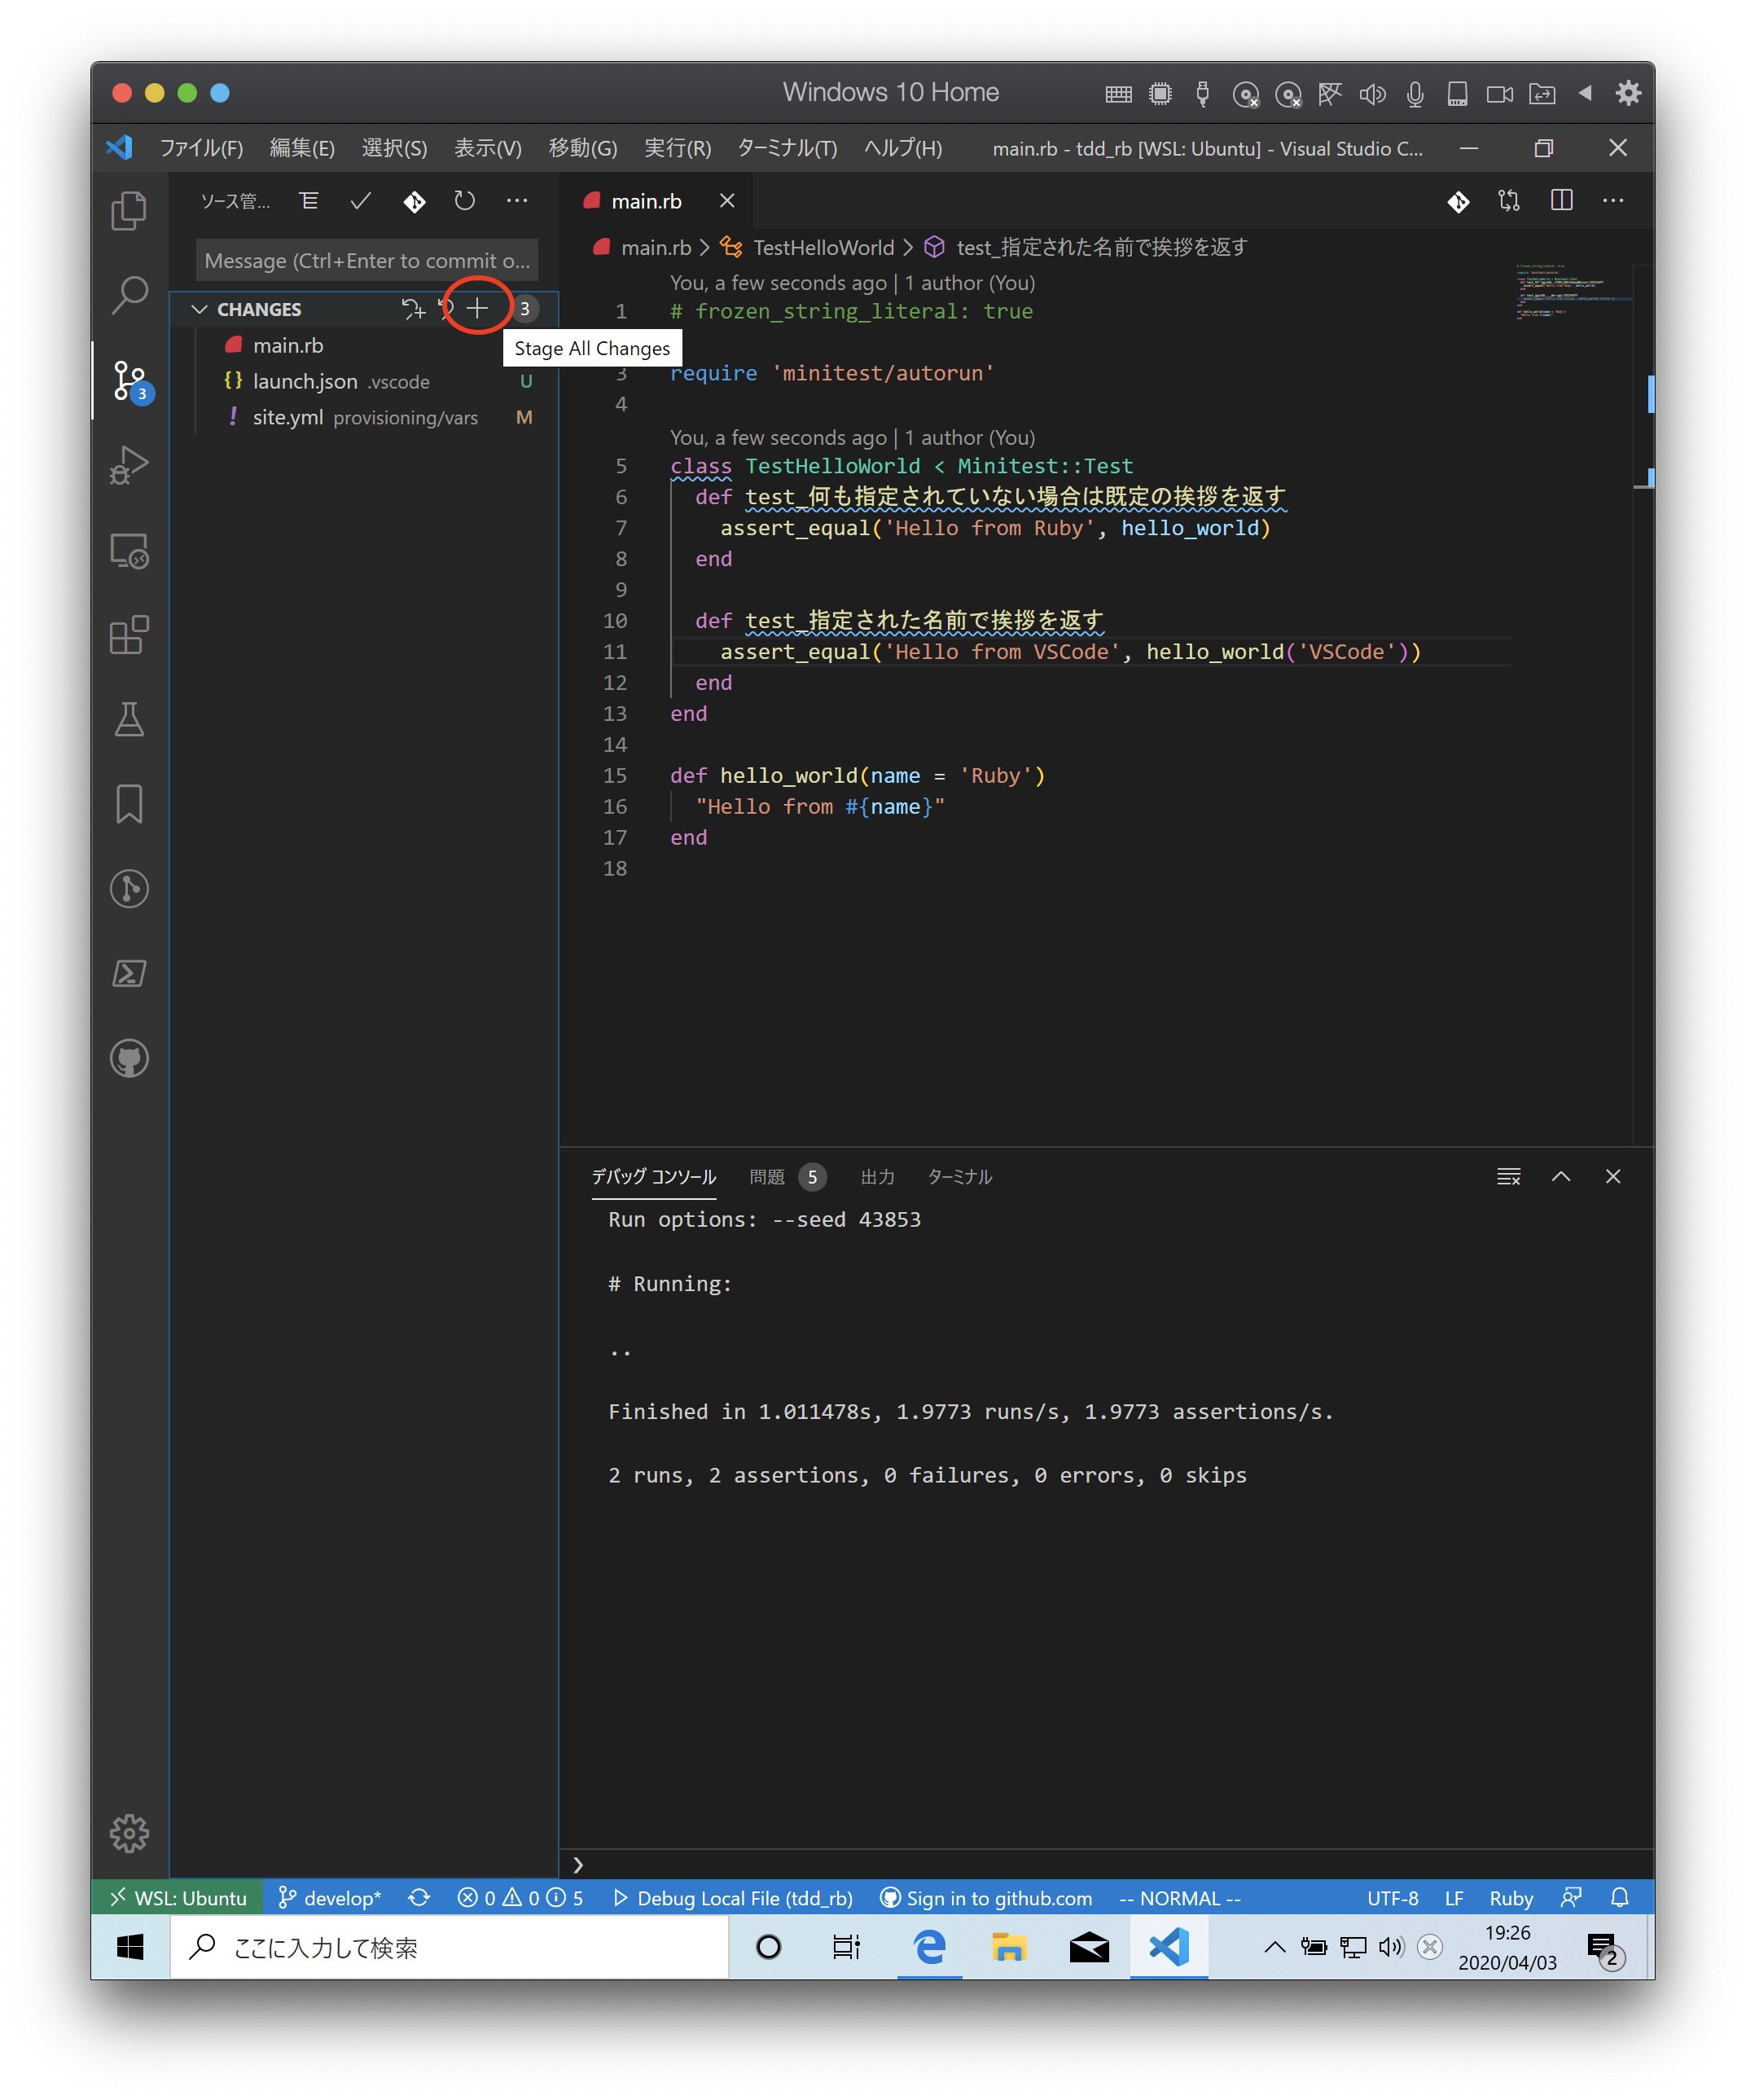 Windows 10 Home
ファイル(F) 編集(E) 選択(S) 表示(V) 移動(G) 実行(R) ターミナル(T) ヘルプ(H) main.rb - tdd_rb [WSL: Ubuntu] - Visual Studio C...
ソース管...
main.rb
Message (Ctrl+Enter to commit o...
main.rb > TestHelloWorld > test_指定された名前で挨拶を返す
CHANGES 3
Stage All Changes
main.rb
launch.json .vscode U
site.yml provisioning/vars M
3
You, a few seconds ago | 1 author (You)
1 # frozen_string_literal: true
3 require 'minitest/autorun'
4
You, a few seconds ago | 1 author (You)
5 class TestHelloWorld < Minitest::Test
6 def test_何も指定されていない場合は既定の挨拶を返す
7 assert_equal('Hello from Ruby', hello_world)
8 end
9
10 def test_指定された名前で挨拶を返す
11 assert_equal('Hello from VSCode', hello_world('VSCode'))
12 end
13 end
14
15 def hello_world(name = 'Ruby')
16 "Hello from #{name}"
17 end
18
デバッグ コンソール 問題 5 出力 ターミナル
Run options: --seed 43853
# Running:
..
Finished in 1.011478s, 1.9773 runs/s, 1.9773 assertions/s.
2 runs, 2 assertions, 0 failures, 0 errors, 0 skips
WSL: Ubuntu develop* 0 0 5 Debug Local File (tdd_rb) Sign in to github.com -- NORMAL -- UTF-8 LF Ruby
ここに入力して検索
19:26
2020/04/03
2